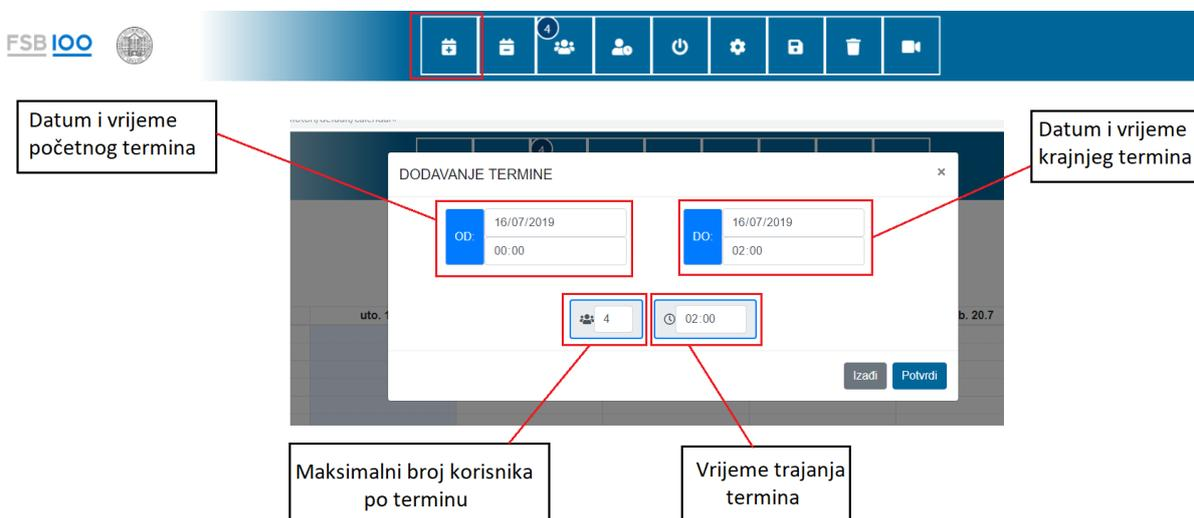 FSB 100
4
Datum i vrijeme
početnog termina
Datum i vrijeme
krajnjeg termina
DODAVANJE TERMINE
×
OD:
16/07/2019
00:00
DO:
16/07/2019
02:00
uto. 1
b. 20.7
4
02:00
Izađi
Potvrdi
Maksimalni broj korisnika
po terminu
Vrijeme trajanja
termina